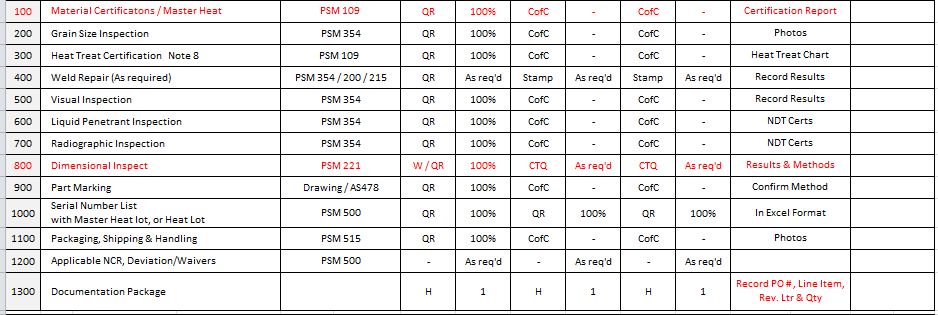 100 Material Certificatons / Master Heat PSM 109 QR 100% CofC - CofC - Certification Report
200 Grain Size Inspection PSM 354 QR 100% CofC - CofC - Photos
300 Heat Treat Certification Note 8 PSM 109 QR 100% CofC - CofC - Heat Treat Chart
400 Weld Repair (As required) PSM 354 / 200 / 215 QR As req'd Stamp As req'd Stamp As req'd Record Results
500 Visual Inspection PSM 354 QR 100% CofC - CofC - Record Results
600 Liquid Penetrant Inspection PSM 354 QR 100% CofC - CofC - NDT Certs
700 Radiographic Inspection PSM 354 QR 100% CofC - CofC - NDT Certs
800 Dimensional Inspect PSM 221 W / QR 100% CTQ As req'd CTQ As req'd Results & Methods
900 Part Marking Drawing / AS478 QR 100% CofC - CofC - Confirm Method
Serial Number List
1000 with Master Heat lot, or Heat Lot PSM 500 QR 100% QR 100% QR 100% In Excel Format
1100 Packaging, Shipping & Handling PSM 515 QR 100% CofC - CofC - Photos
1200 Applicable NCR, Deviation/Waivers PSM 500 - As req'd - As req'd - As req'd
1300 Documentation Package H 1 H 1 H 1 Record PO #, Line Item,
Rev. Ltr & Qty